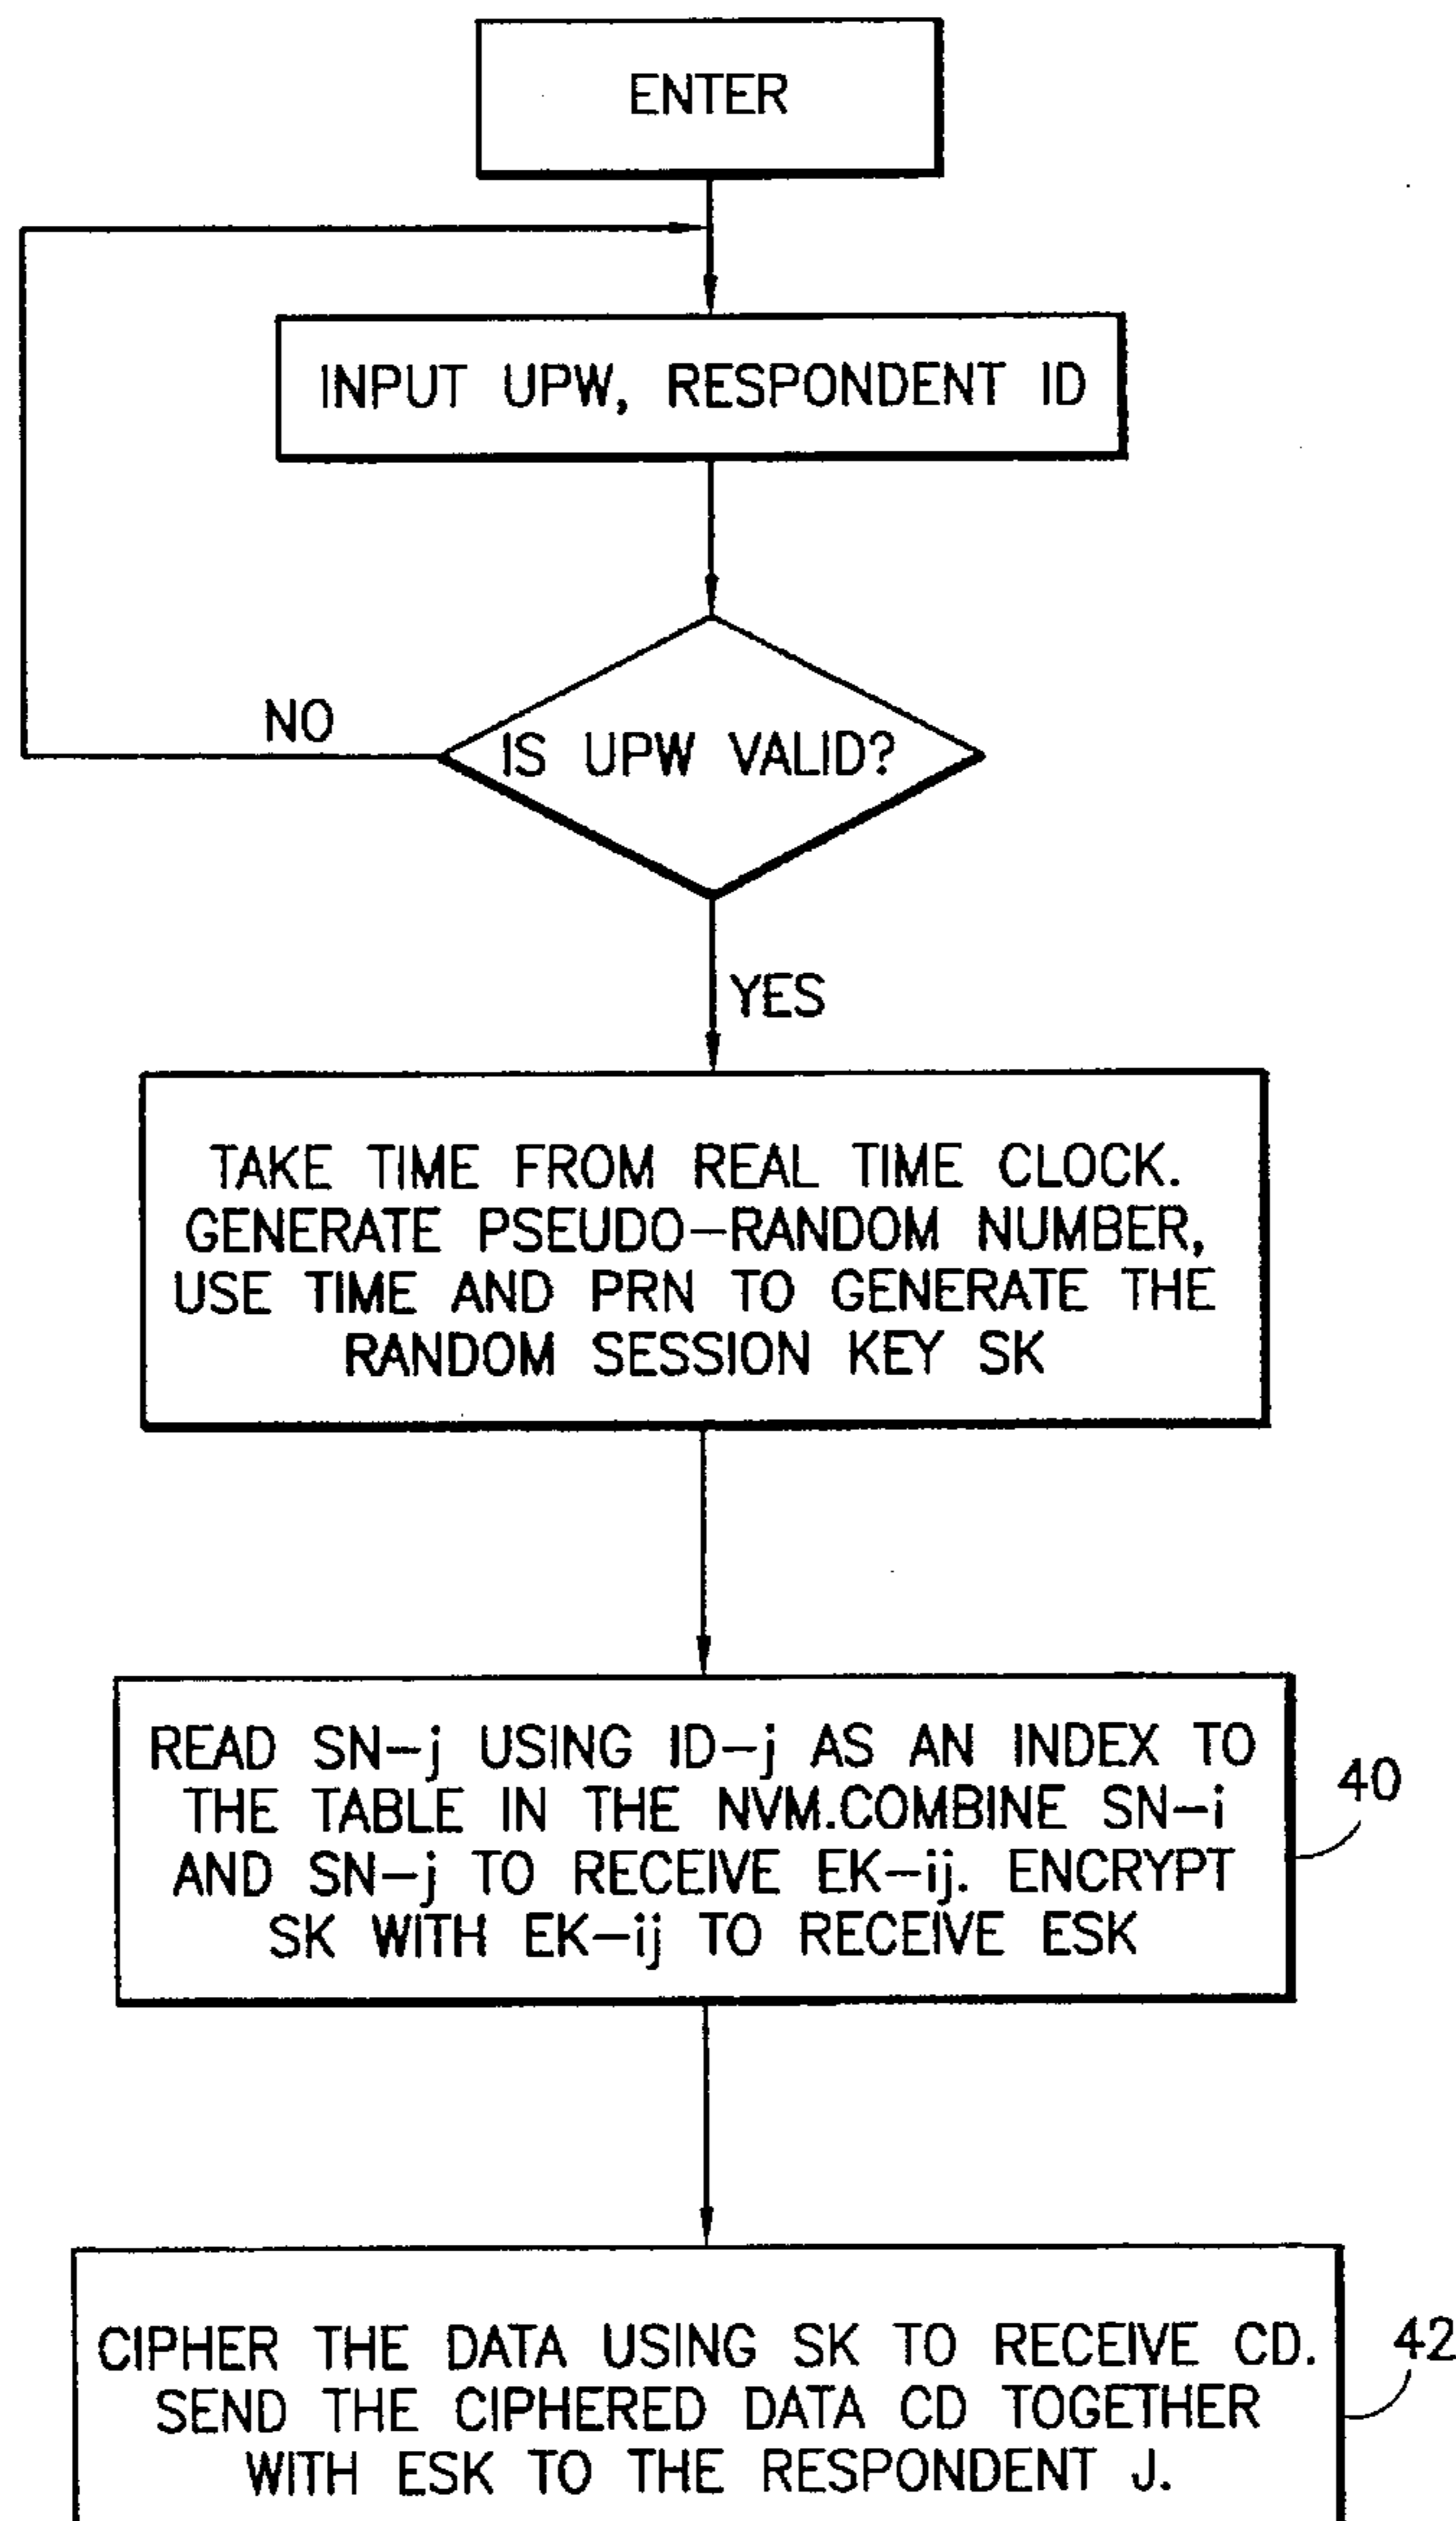 ENTER
INPUT UPW, RESPONDENT ID
NO
IS UPW VALID?
YES
TAKE TIME FROM REAL TIME CLOCK.
GENERATE PSEUDO–RANDOM NUMBER,
USE TIME AND PRN TO GENERATE THE
RANDOM SESSION KEY SK
READ SN–j USING ID–j AS AN INDEX TO
THE TABLE IN THE NVM.COMBINE SN–i
AND SN–j TO RECEIVE EK–ij. ENCRYPT
SK WITH EK–ij TO RECEIVE ESK
40
CIPHER THE DATA USING SK TO RECEIVE CD.
SEND THE CIPHERED DATA CD TOGETHER
WITH ESK TO THE RESPONDENT J.
42